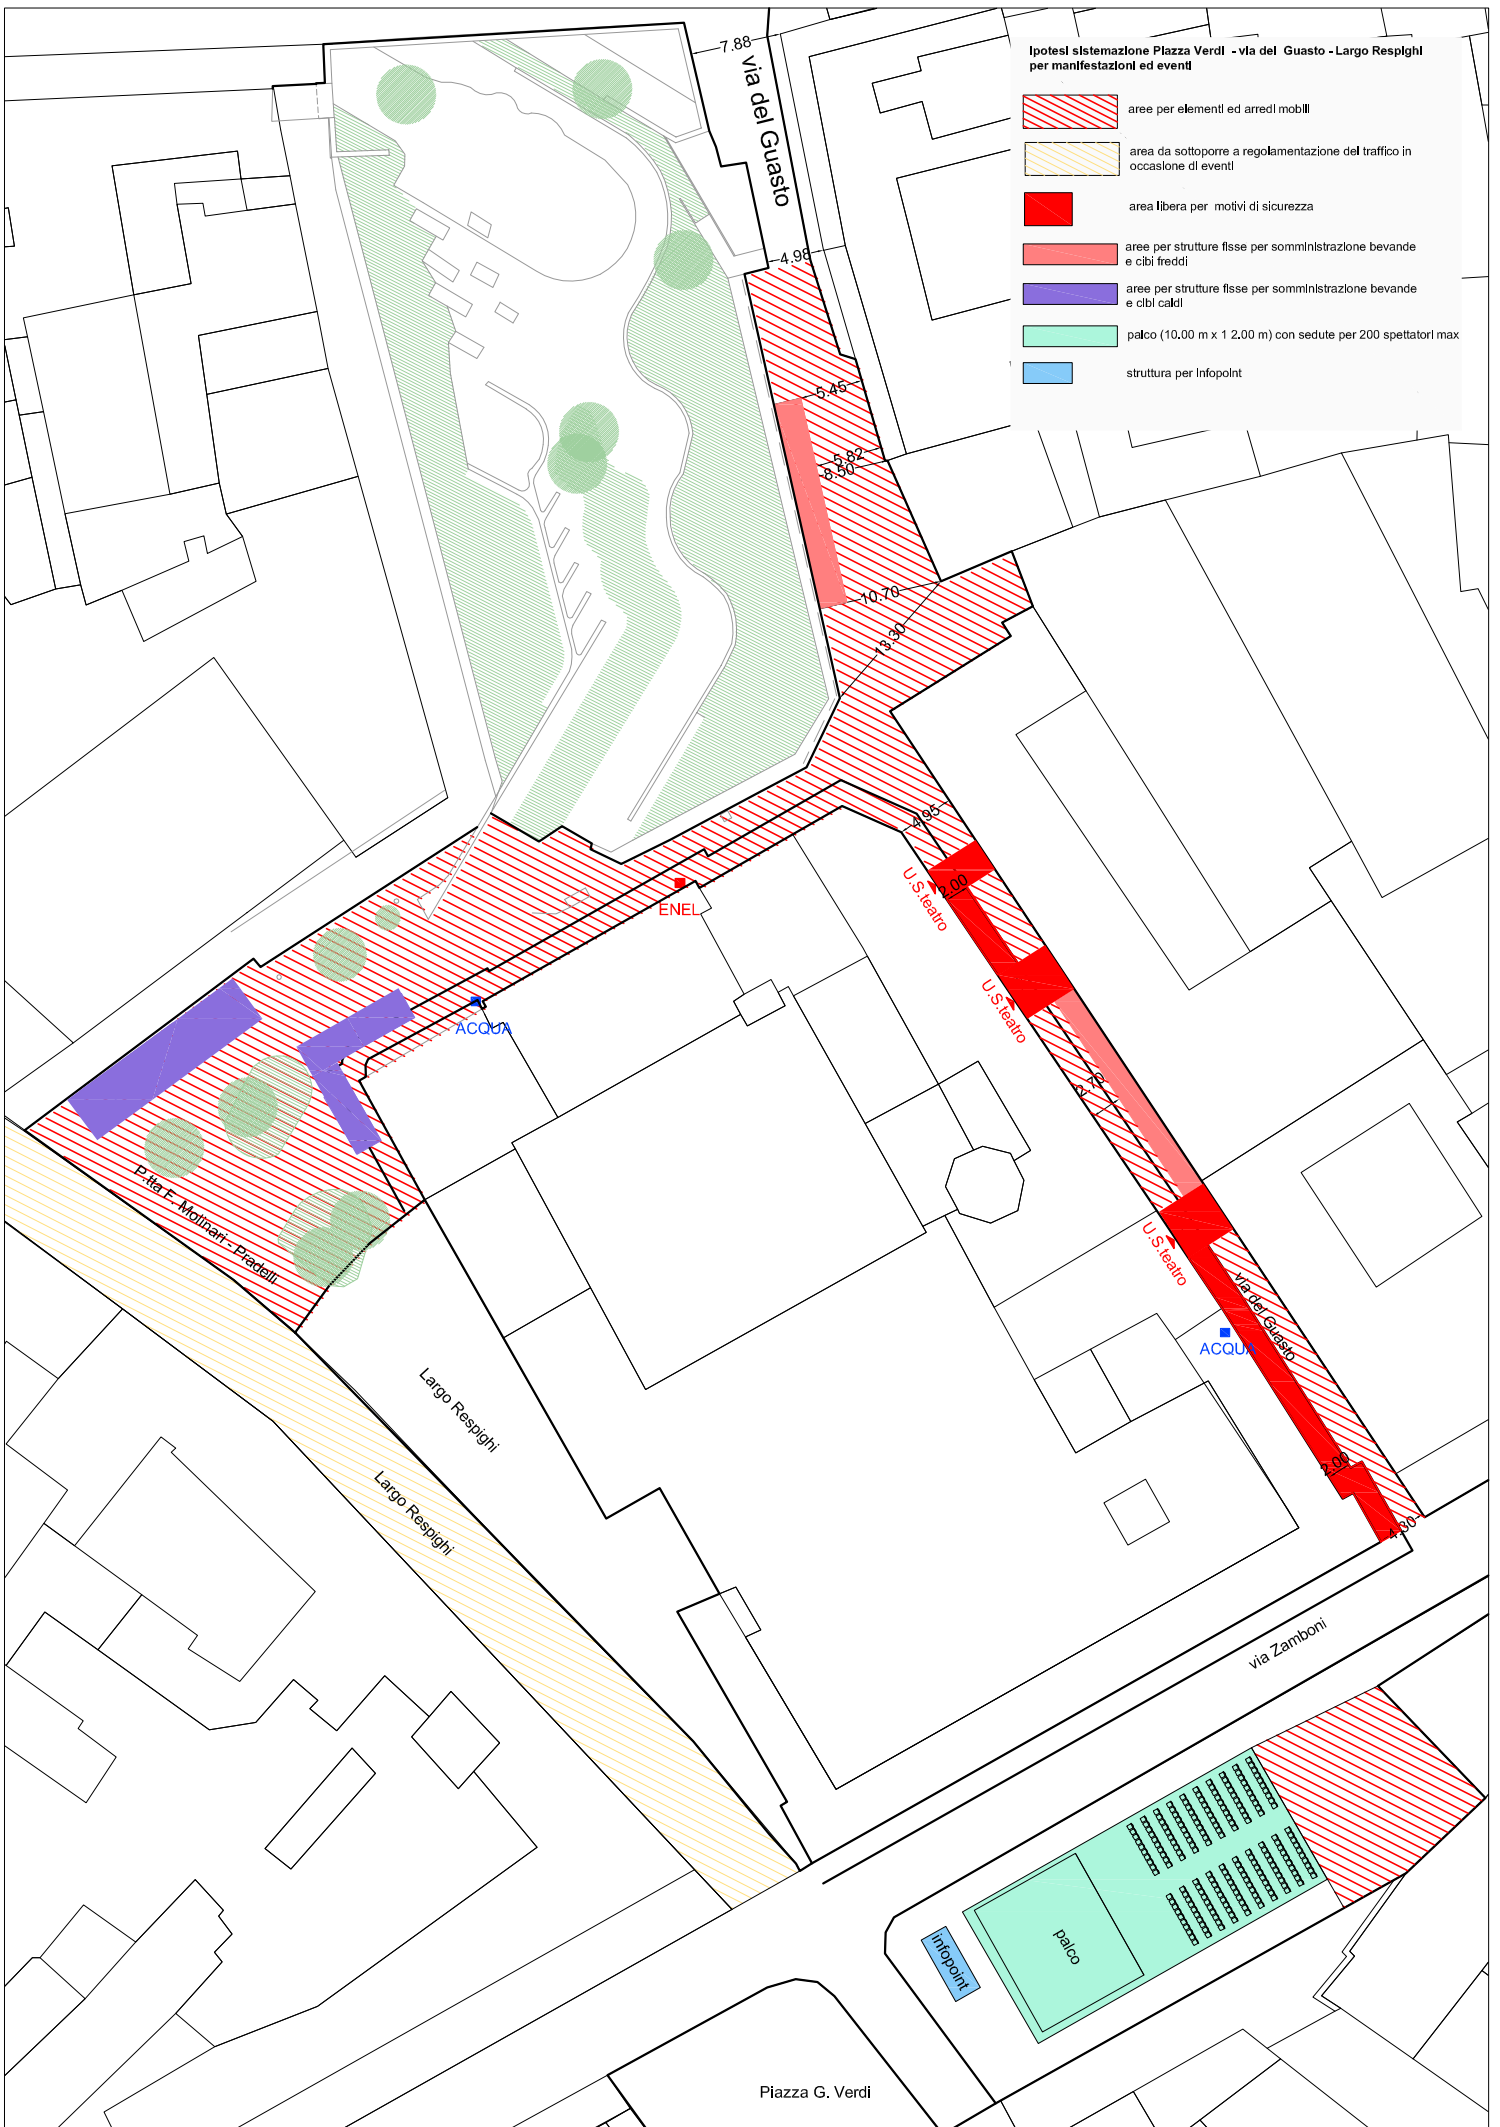 Ipotesi sistemazione Piazza Verdi - via del Guasto - Largo Respighi
per manifestazioni ed eventi
aree per elementi ed arredi mobili
area da sottoporre a regolamentazione del traffico in
occasione di eventi
area libera per motivi di sicurezza
aree per strutture fisse per somministrazione bevande
e cibi freddi
aree per strutture fisse per somministrazione bevande
e cibi caldi
palco (10.00 m x 1 2.00 m) con sedute per 200 spettatori max
struttura per Infopoint
7.88
via del Guasto
4.98
5.45
5.82
8.50
10.70
13.30
4.95
2.00
U.S.teatro
ENEL
U.S.teatro
ACQUA
2.70
P.tta F. Molinari - Pradelli
U.S.teatro
via del Guasto
ACQUA
Largo Respighi
Largo Respighi
2.00
4.30
via Zamboni
palco
infopoint
Piazza G. Verdi